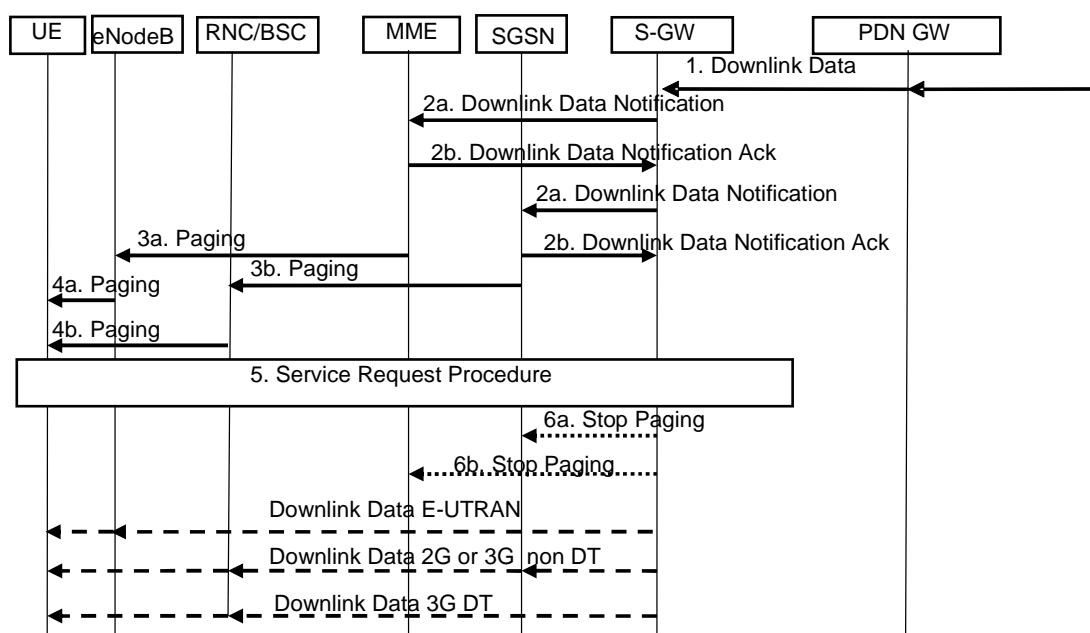 UE
eNodeB
RNC/BSC
MME
SGSN
S-GW
PDN GW
1. Downlink Data
2a. Downlink Data Notification
2b. Downlink Data Notification Ack
2a. Downlink Data Notification
3a. Paging
2b. Downlink Data Notification Ack
3b. Paging
4a. Paging
4b. Paging
5. Service Request Procedure
6a. Stop Paging
6b. Stop Paging
Downlink Data E-UTRAN
Downlink Data 2G or 3G non DT
Downlink Data 3G DT